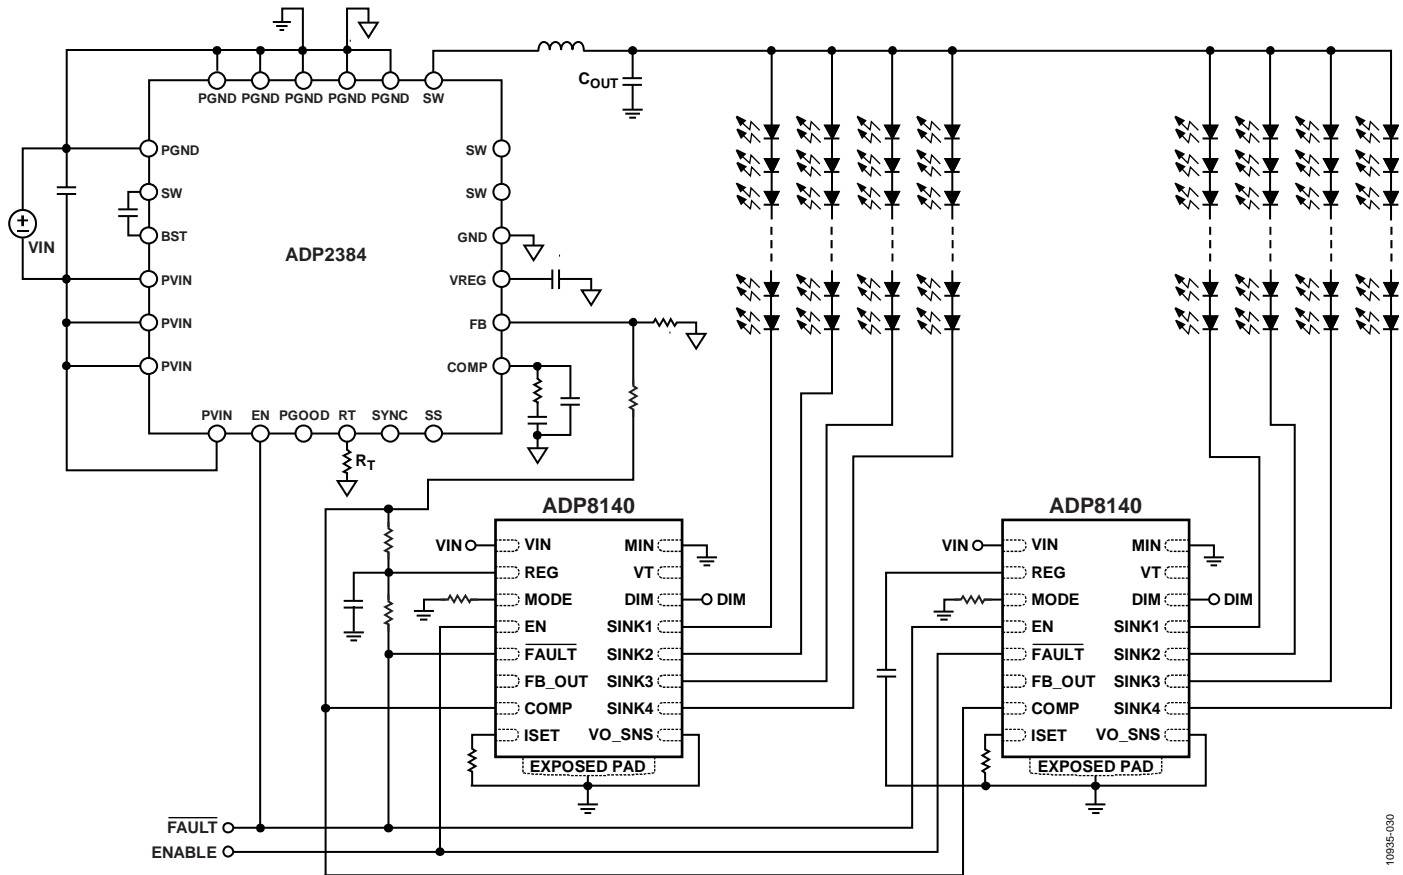 PGND PGND PGND PGND PGND SW
C_OUT
PGND
SW
SW
SW
BST
GND
VIN
ADP2384
PVIN
VREG
PVIN
FB
PVIN
COMP
PVIN EN PGOOD RT SYNC SS
R_T
ADP8140
VIN
VIN
MIN
REG
VT
MODE
DIM
DIM
EN
SINK1
FAULT
SINK2
FB_OUT
SINK3
COMP
SINK4
ISET
VO_SNS
EXPOSED PAD
ADP8140
VIN
VIN
MIN
REG
VT
MODE
DIM
DIM
EN
SINK1
FAULT
SINK2
FB_OUT
SINK3
COMP
SINK4
ISET
VO_SNS
EXPOSED PAD
FAULT
ENABLE
10935-030